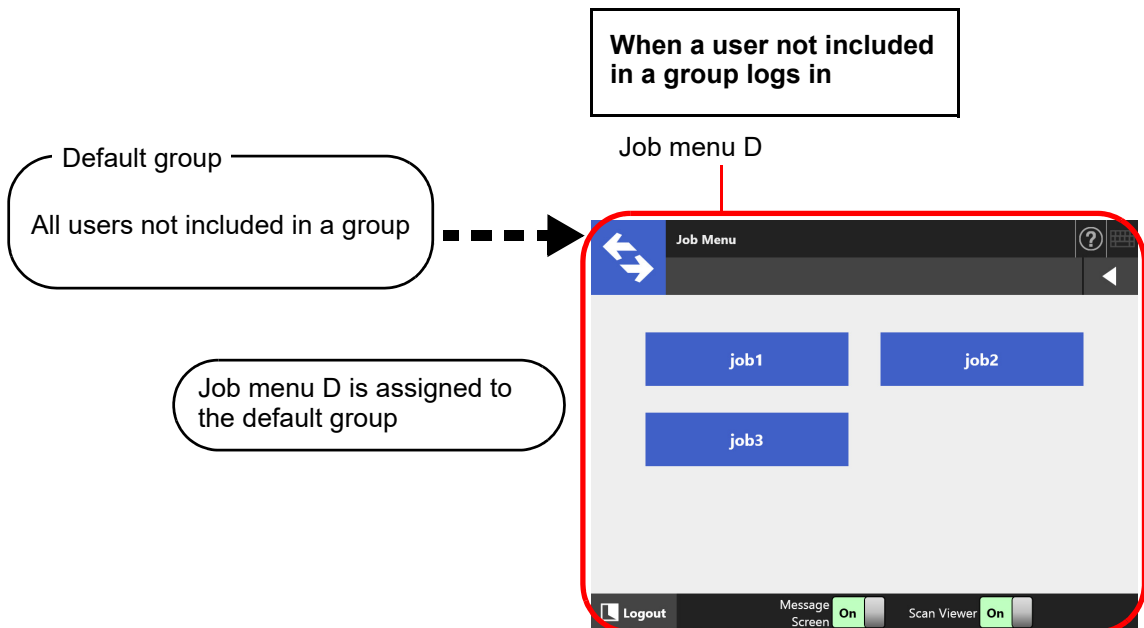 When a user not included
in a group logs in
Job menu D
Default group
All users not included in a group
Job menu D is assigned to
the default group
Job Menu
?
job1
job2
job3
Logout
Message
Screen
On
Scan Viewer
On